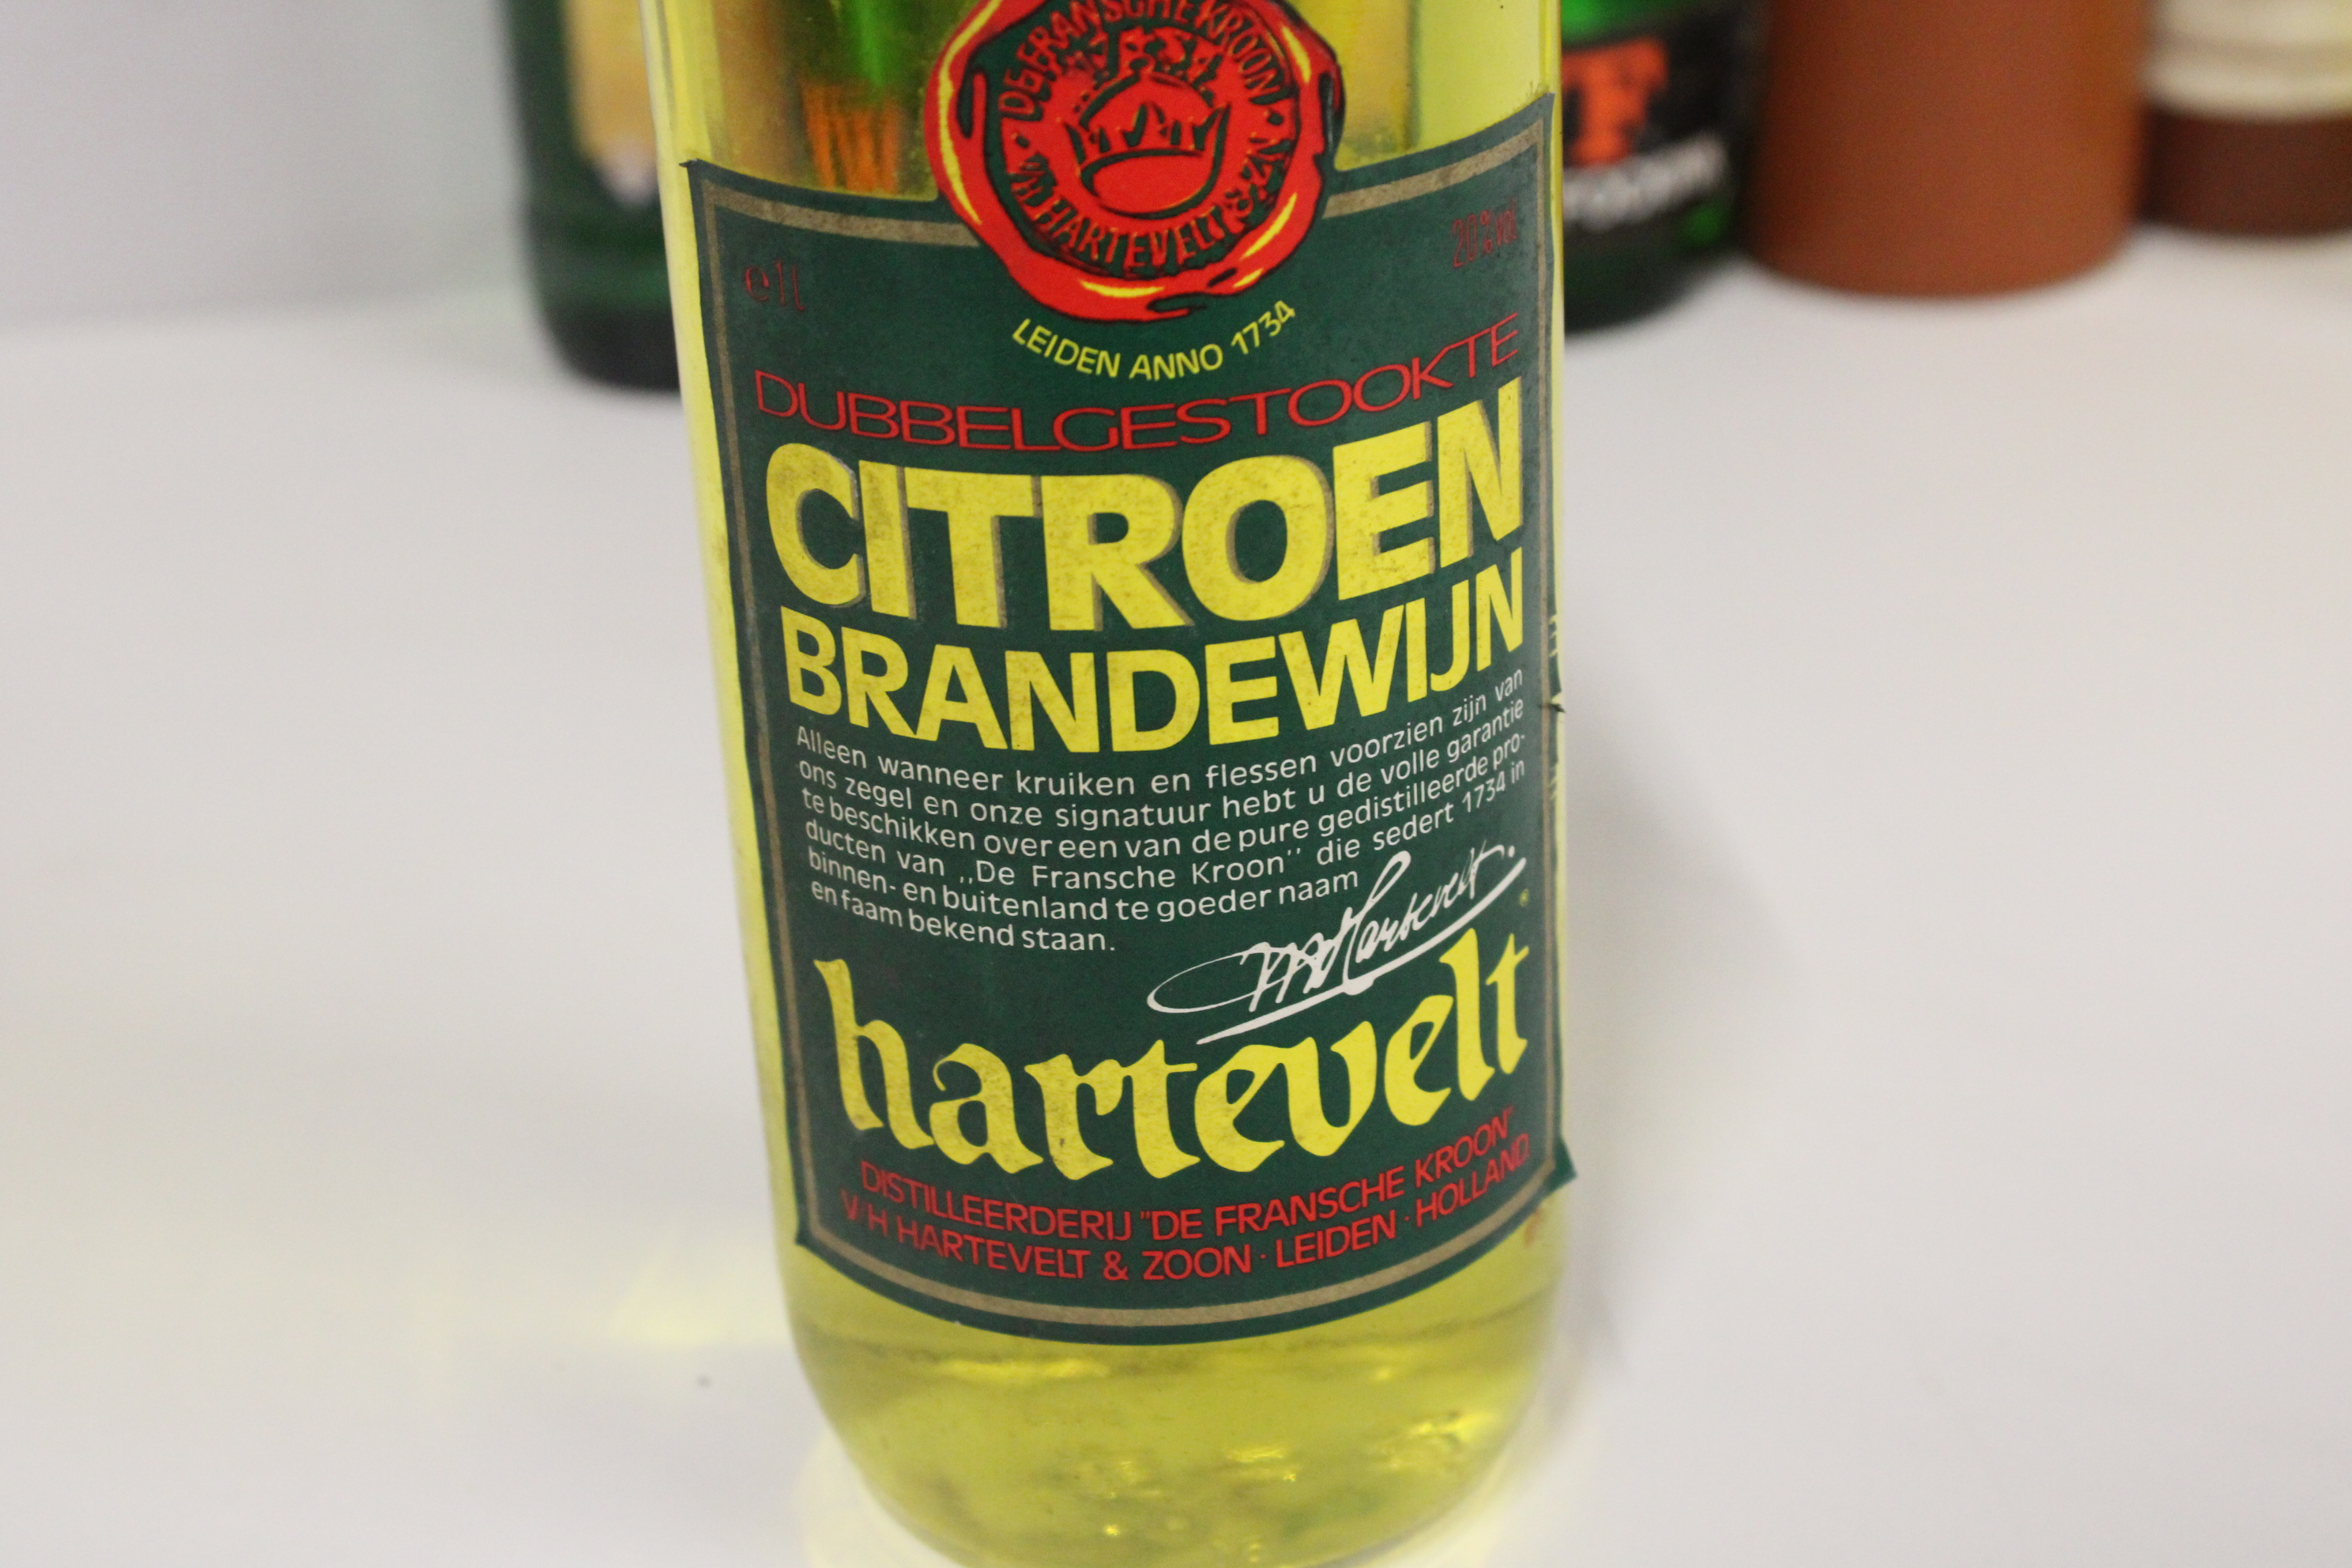 DE FRANSCHE KROON
HARTEVELT & ZN
e1l
20%vol
LEIDEN ANNO 1734
DUBBELGESTOOKTE
CITROEN
BRANDEWIJN
Alleen wanneer kruiken en flessen voorzien zijn van
ons zegel en onze signatuur hebt u de volle garantie
te beschikken over een van de pure gedistilleerde pro-
ducten van ,,De Fransche Kroon'' die sedert 1734 in
binnen- en buitenland te goeder naam
en faam bekend staan.
Hartevelt
hartevelt
DISTILLEERDERIJ "DE FRANSCHE KROON"
V/H HARTEVELT & ZOON · LEIDEN · HOLLAND.